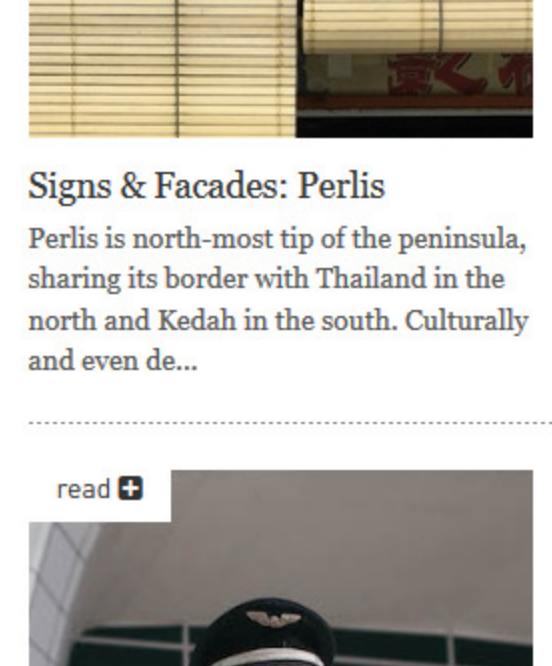 Signs & Facades: Perlis
Perlis is north-most tip of the peninsula,
sharing its border with Thailand in the
north and Kedah in the south. Culturally
and even de...
read